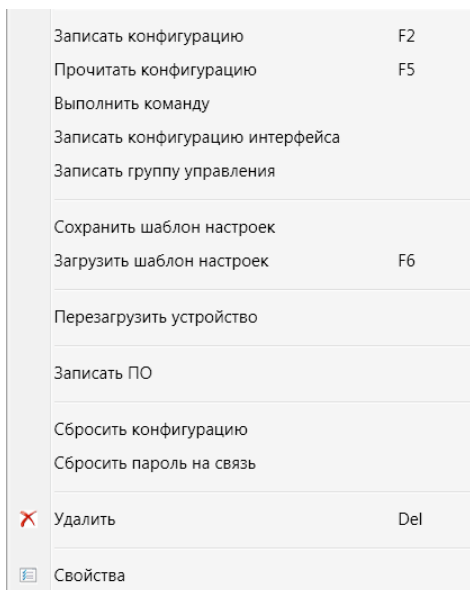 Записать конфигурацию F2
Прочитать конфигурацию F5
Выполнить команду
Записать конфигурацию интерфейса
Записать группу управления
Сохранить шаблон настроек
Загрузить шаблон настроек F6
Перезагрузить устройство
Записать ПО
Сбросить конфигурацию
Сбросить пароль на связь
Удалить Del
Свойства